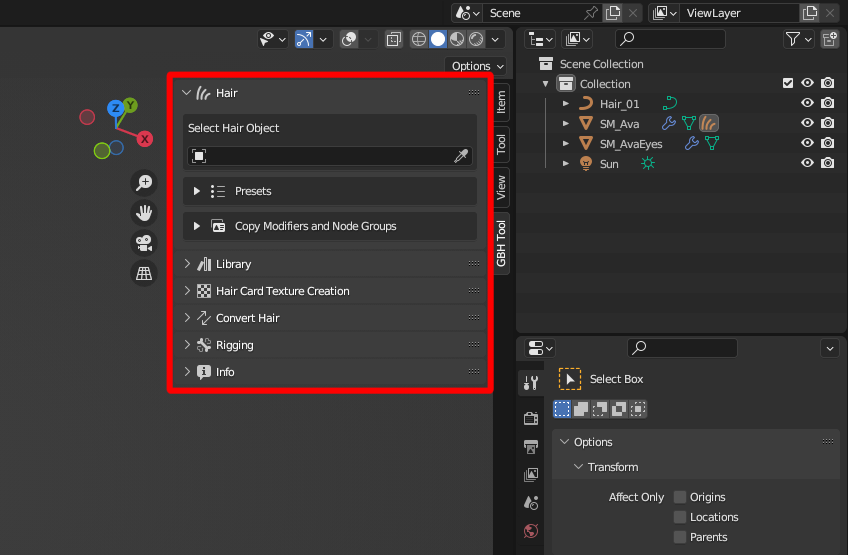 Scene
ViewLayer
Options
Hair
Select Hair Object
Presets
Copy Modifiers and Node Groups
Library
Hair Card Texture Creation
Convert Hair
Rigging
Info
Z
Y
X
Item
Tool
View
GBH Tool
Scene Collection
Collection
Hair_01
SM_Ava
SM_AvaEyes
Sun
Select Box
Options
Transform
Affect Only
Origins
Locations
Parents